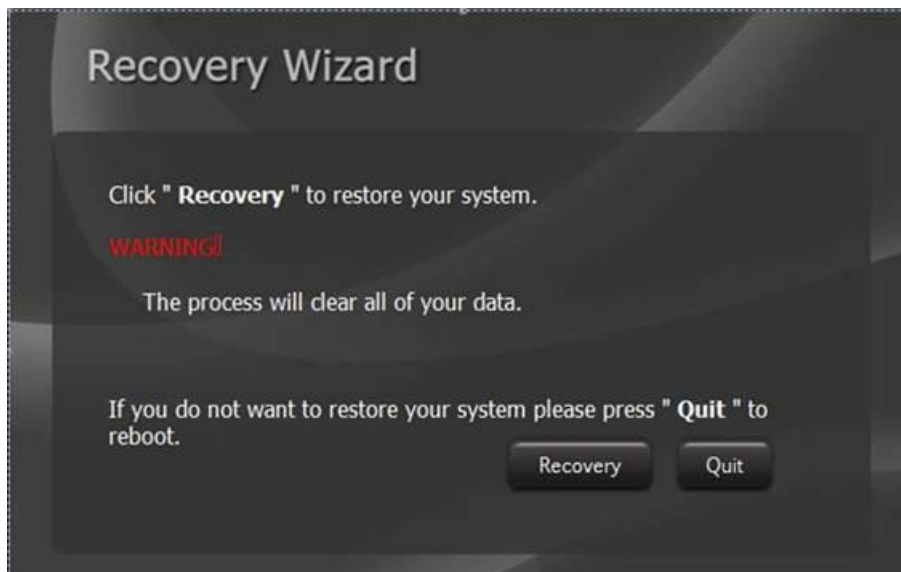 Recovery Wizard
Click " Recovery " to restore your system.
WARNING!
The process will clear all of your data.
If you do not want to restore your system please press " Quit " to
reboot.
Recovery
Quit